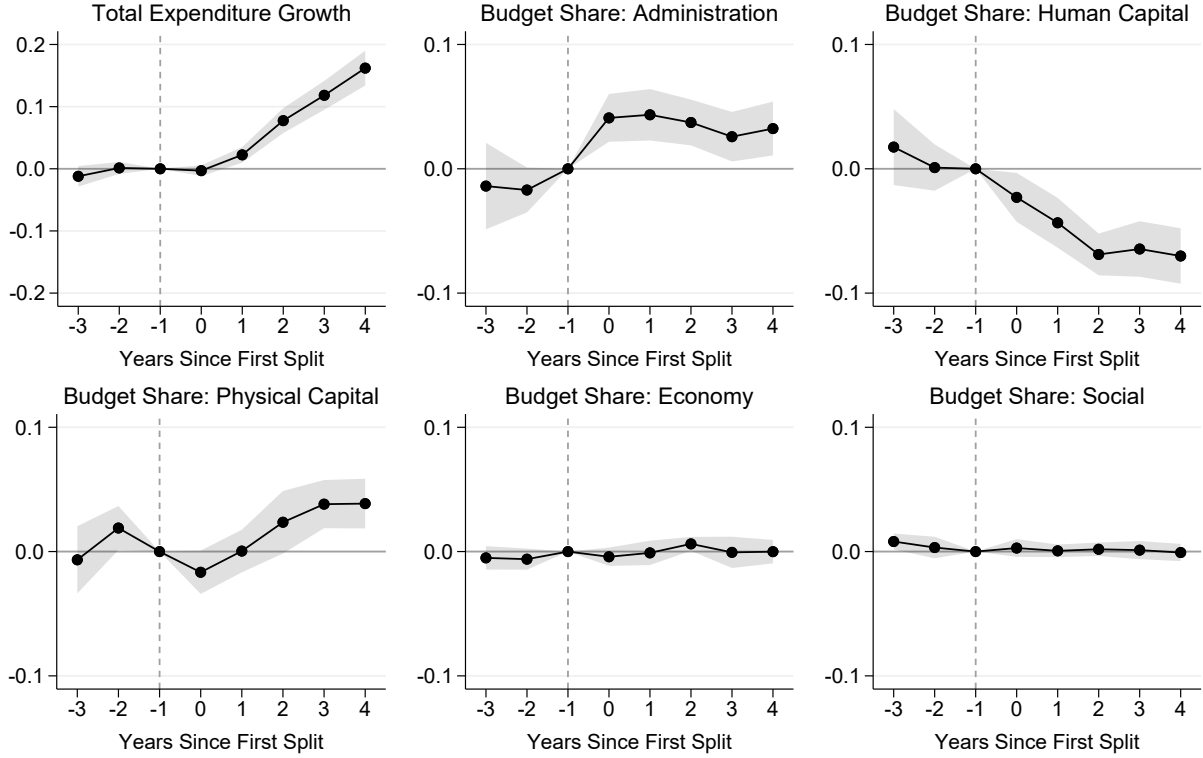 Total Expenditure Growth
0.2
0.1
0.0
-0.1
-0.2
-3 -2 -1 0 1 2 3 4
Years Since First Split
Budget Share: Administration
0.1
0.0
-0.1
-3 -2 -1 0 1 2 3 4
Years Since First Split
Budget Share: Human Capital
0.1
0.0
-0.1
-3 -2 -1 0 1 2 3 4
Years Since First Split
Budget Share: Physical Capital
0.1
0.0
-0.1
-3 -2 -1 0 1 2 3 4
Years Since First Split
Budget Share: Economy
0.1
0.0
-0.1
-3 -2 -1 0 1 2 3 4
Years Since First Split
Budget Share: Social
0.1
0.0
-0.1
-3 -2 -1 0 1 2 3 4
Years Since First Split